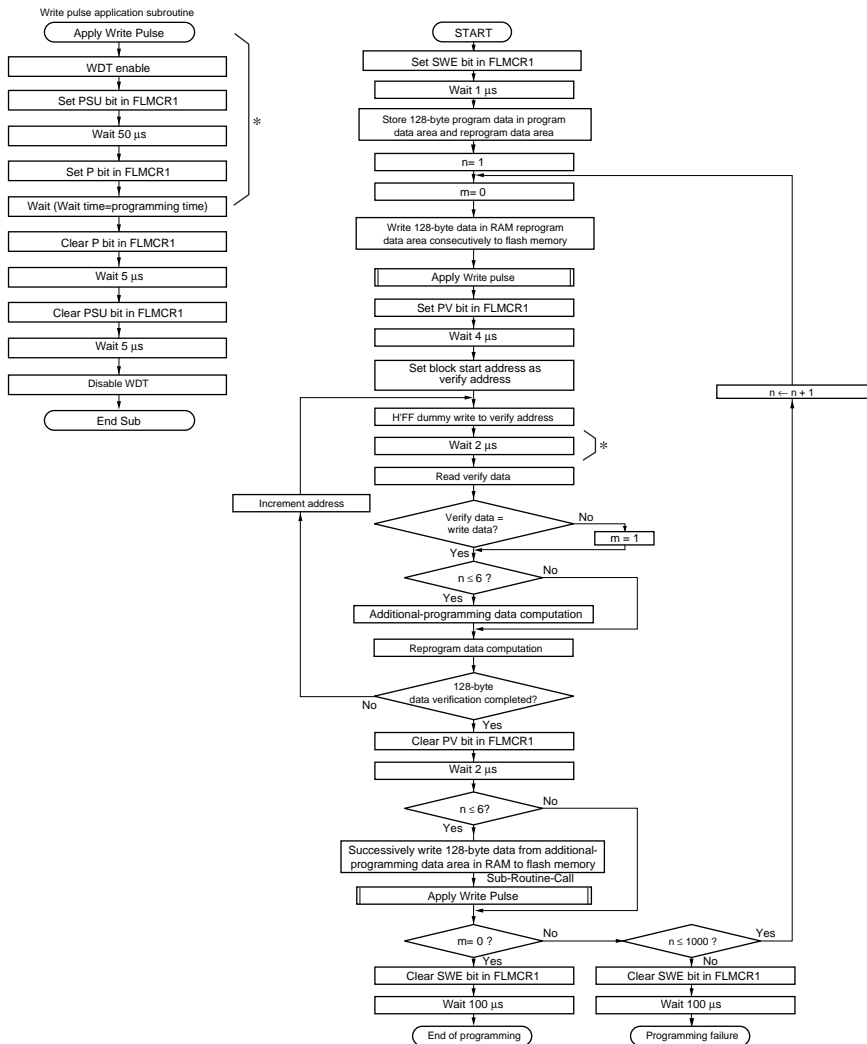 Write pulse application subroutine
Apply Write Pulse
WDT enable
Set PSU bit in FLMCR1
Wait 50 μs
Set P bit in FLMCR1
Wait (Wait time=programming time)
Clear P bit in FLMCR1
Wait 5 μs
Clear PSU bit in FLMCR1
Wait 5 μs
Disable WDT
End Sub
*
START
Set SWE bit in FLMCR1
Wait 1 μs
Store 128-byte program data in program
data area and reprogram data area
n= 1
m= 0
Write 128-byte data in RAM reprogram
data area consecutively to flash memory
Apply Write pulse
Set PV bit in FLMCR1
Wait 4 μs
Set block start address as
verify address
n ← n + 1
H'FF dummy write to verify address
Wait 2 μs
*
Read verify data
Increment address
Verify data =
write data?
No
m = 1
Yes
n ≤ 6 ?
No
Yes
Additional-programming data computation
Reprogram data computation
128-byte
data verification completed?
No
Yes
Clear PV bit in FLMCR1
Wait 2 μs
n ≤ 6?
No
Yes
Successively write 128-byte data from additional-
programming data area in RAM to flash memory
Sub-Routine-Call
Apply Write Pulse
m= 0 ?
No
n ≤ 1000 ?
Yes
Yes
No
Clear SWE bit in FLMCR1
Clear SWE bit in FLMCR1
Wait 100 μs
Wait 100 μs
End of programming
Programming failure